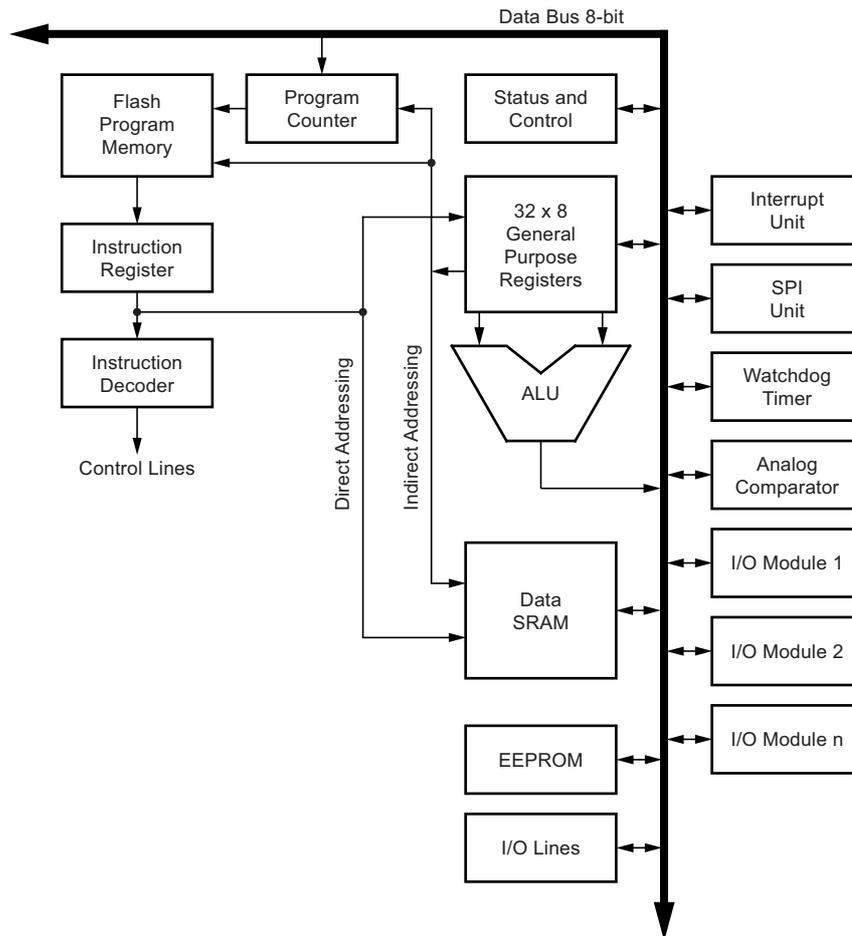 Data Bus 8-bit
Flash
Program
Memory
Program
Counter
Status and
Control
32 x 8
General
Purpose
Registers
Interrupt
Unit
Instruction
Register
SPI
Unit
Instruction
Decoder
ALU
Watchdog
Timer
Control Lines
Direct Addressing
Indirect Addressing
Analog
Comparator
I/O Module 1
Data
SRAM
I/O Module 2
I/O Module n
EEPROM
I/O Lines